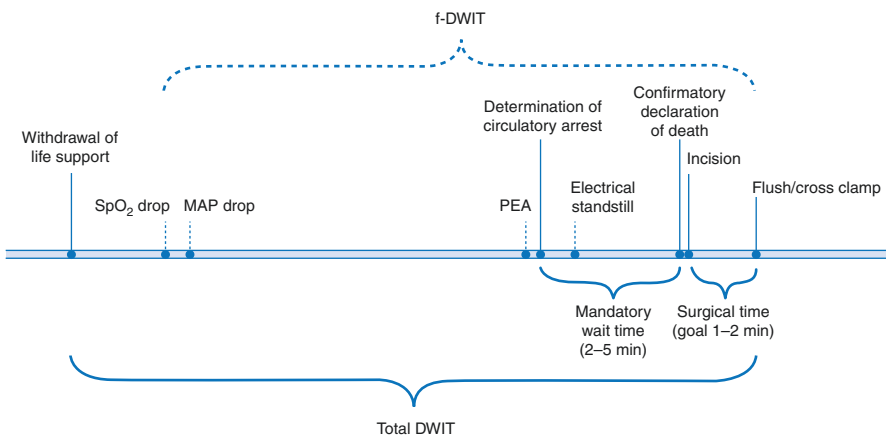 f-DWIT
Withdrawal of
life support
SpO₂ drop
MAP drop
PEA
Determination of
circulatory arrest
Electrical
standstill
Confirmatory
declaration
of death
Incision
Flush/cross clamp
Mandatory
wait time
(2–5 min)
Surgical time
(goal 1–2 min)
Total DWIT